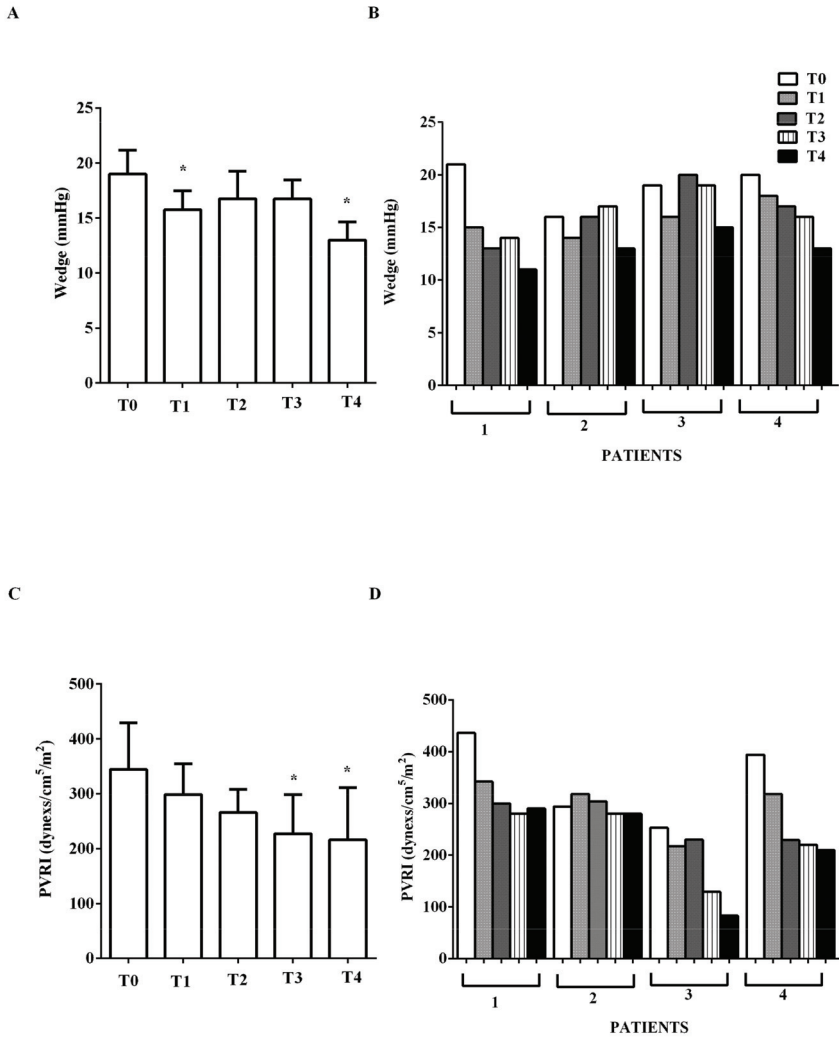 A
Wedge (mmHg)
25
20
15
10
5
0
*
*
T0 T1 T2 T3 T4
B
T0
T1
T2
T3
T4
Wedge (mmHg)
25
20
15
10
5
0
1 2 3 4
PATIENTS
C
PVRI (dynexs/cm⁵/m²)
500
400
300
200
100
0
*
*
T0 T1 T2 T3 T4
D
PVRI (dynexs/cm⁵/m²)
500
400
300
200
100
0
1 2 3 4
PATIENTS